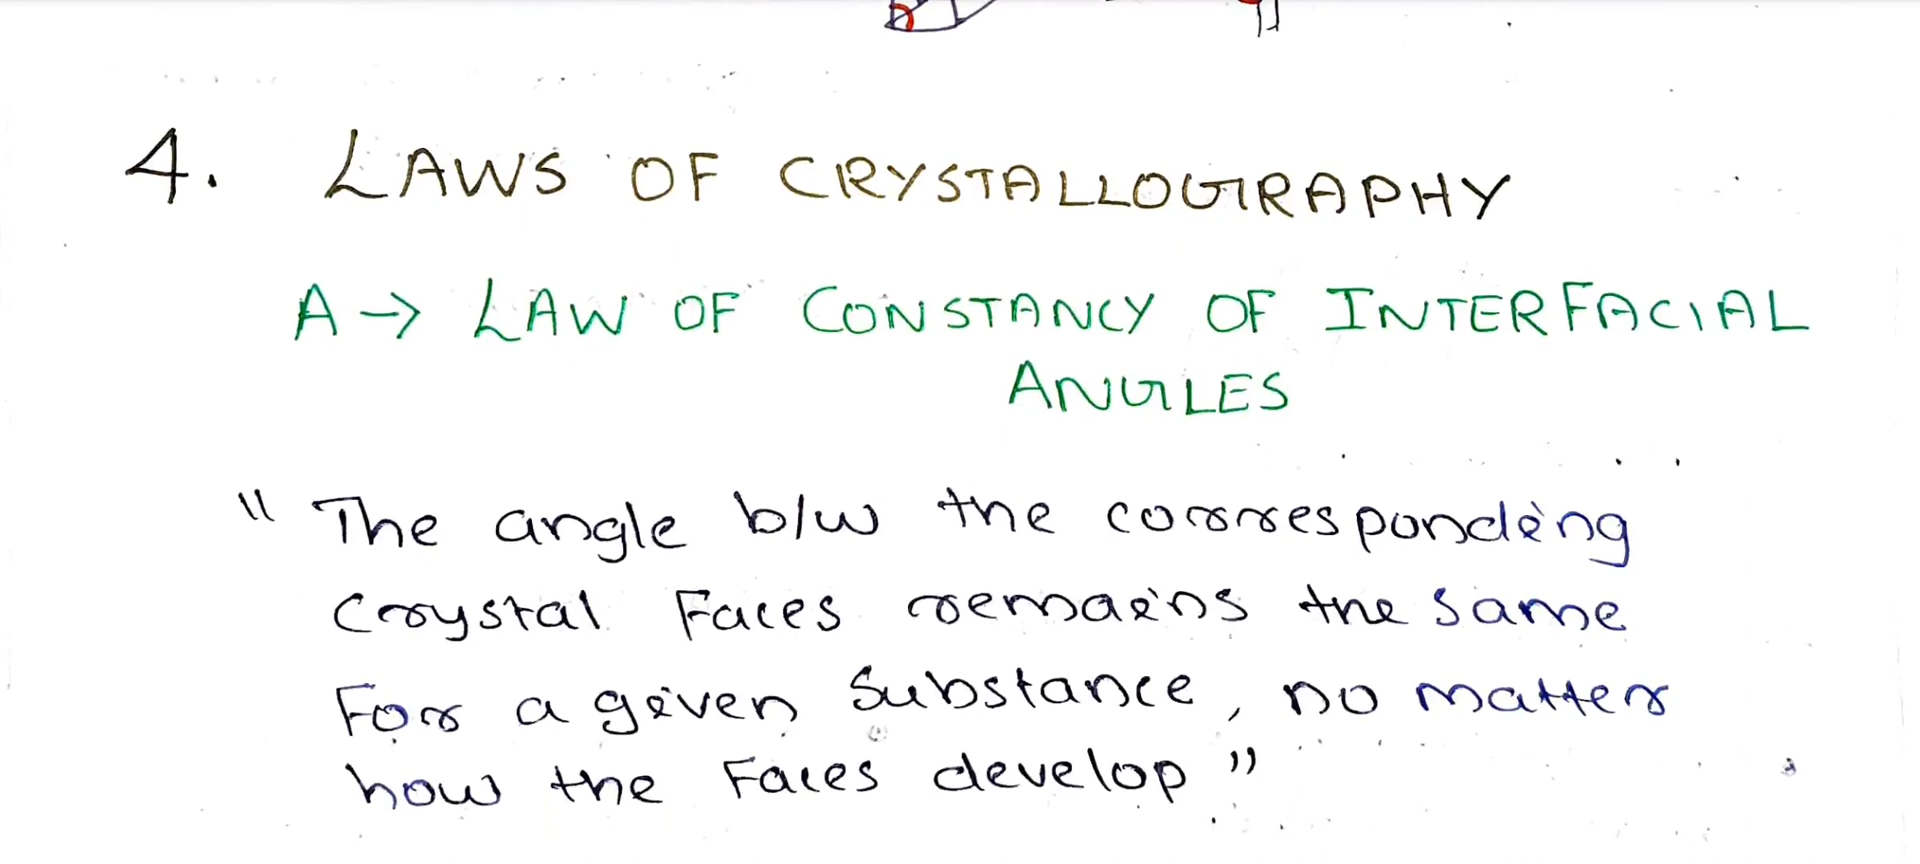 4. LAWS OF CRYSTALLOGRAPHY
A → LAW OF CONSTANCY OF INTERFACIAL
ANGLES
" The angle b/w the corresponding
Crystal Faces remains the same
For a given Substance, no matter
how the Faces develop "